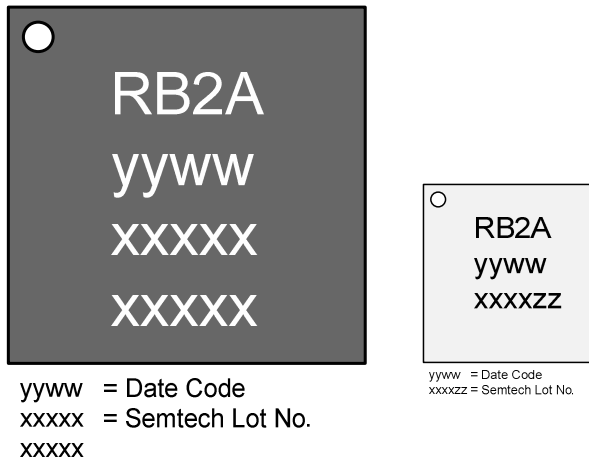 RB2A
yyww
xxxxx
xxxxx
yyww = Date Code
xxxxx = Semtech Lot No.
xxxxx
RB2A
yyww
xxxxzz
yyww = Date Code
xxxxzz = Semtech Lot No.